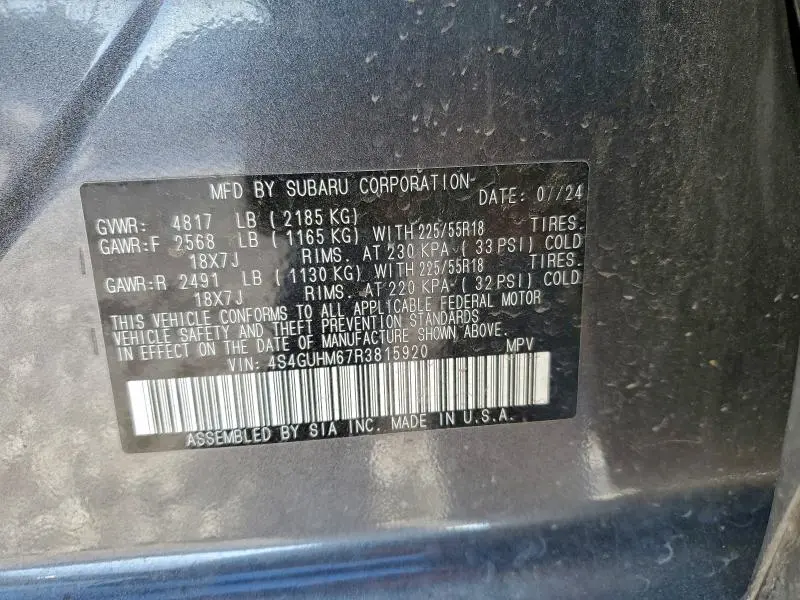 MFD BY SUBARU CORPORATION DATE: 07/24
GVWR: 4817 LB (2185 KG)
GAWR:F 2568 LB (1165 KG) WITH 225/55R18 TIRES.
18X7J RIMS. AT 230 KPA (33 PSI) COLD
GAWR:R 2491 LB (1130 KG) WITH 225/55R18 TIRES.
18X7J RIMS. AT 220 KPA (32 PSI) COLD
THIS VEHICLE CONFORMS TO ALL APPLICABLE FEDERAL MOTOR
VEHICLE SAFETY AND THEFT PREVENTION STANDARDS
IN EFFECT ON THE DATE OF MANUFACTURE SHOWN ABOVE.
VIN: 4S4GUHM67R3815920 MPV
ASSEMBLED BY SIA INC. MADE IN U.S.A.